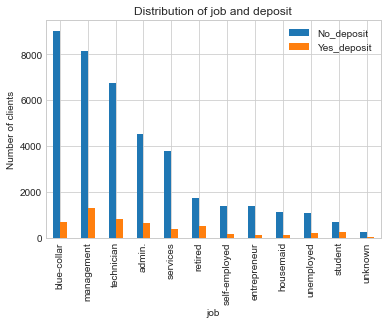 Distribution of job and deposit
No_deposit
Yes_deposit
Number of clients
8000
6000
4000
2000
0
blue-collar
management
technician
admin.
services
retired
self-employed
entrepreneur
housemaid
unemployed
student
unknown
job